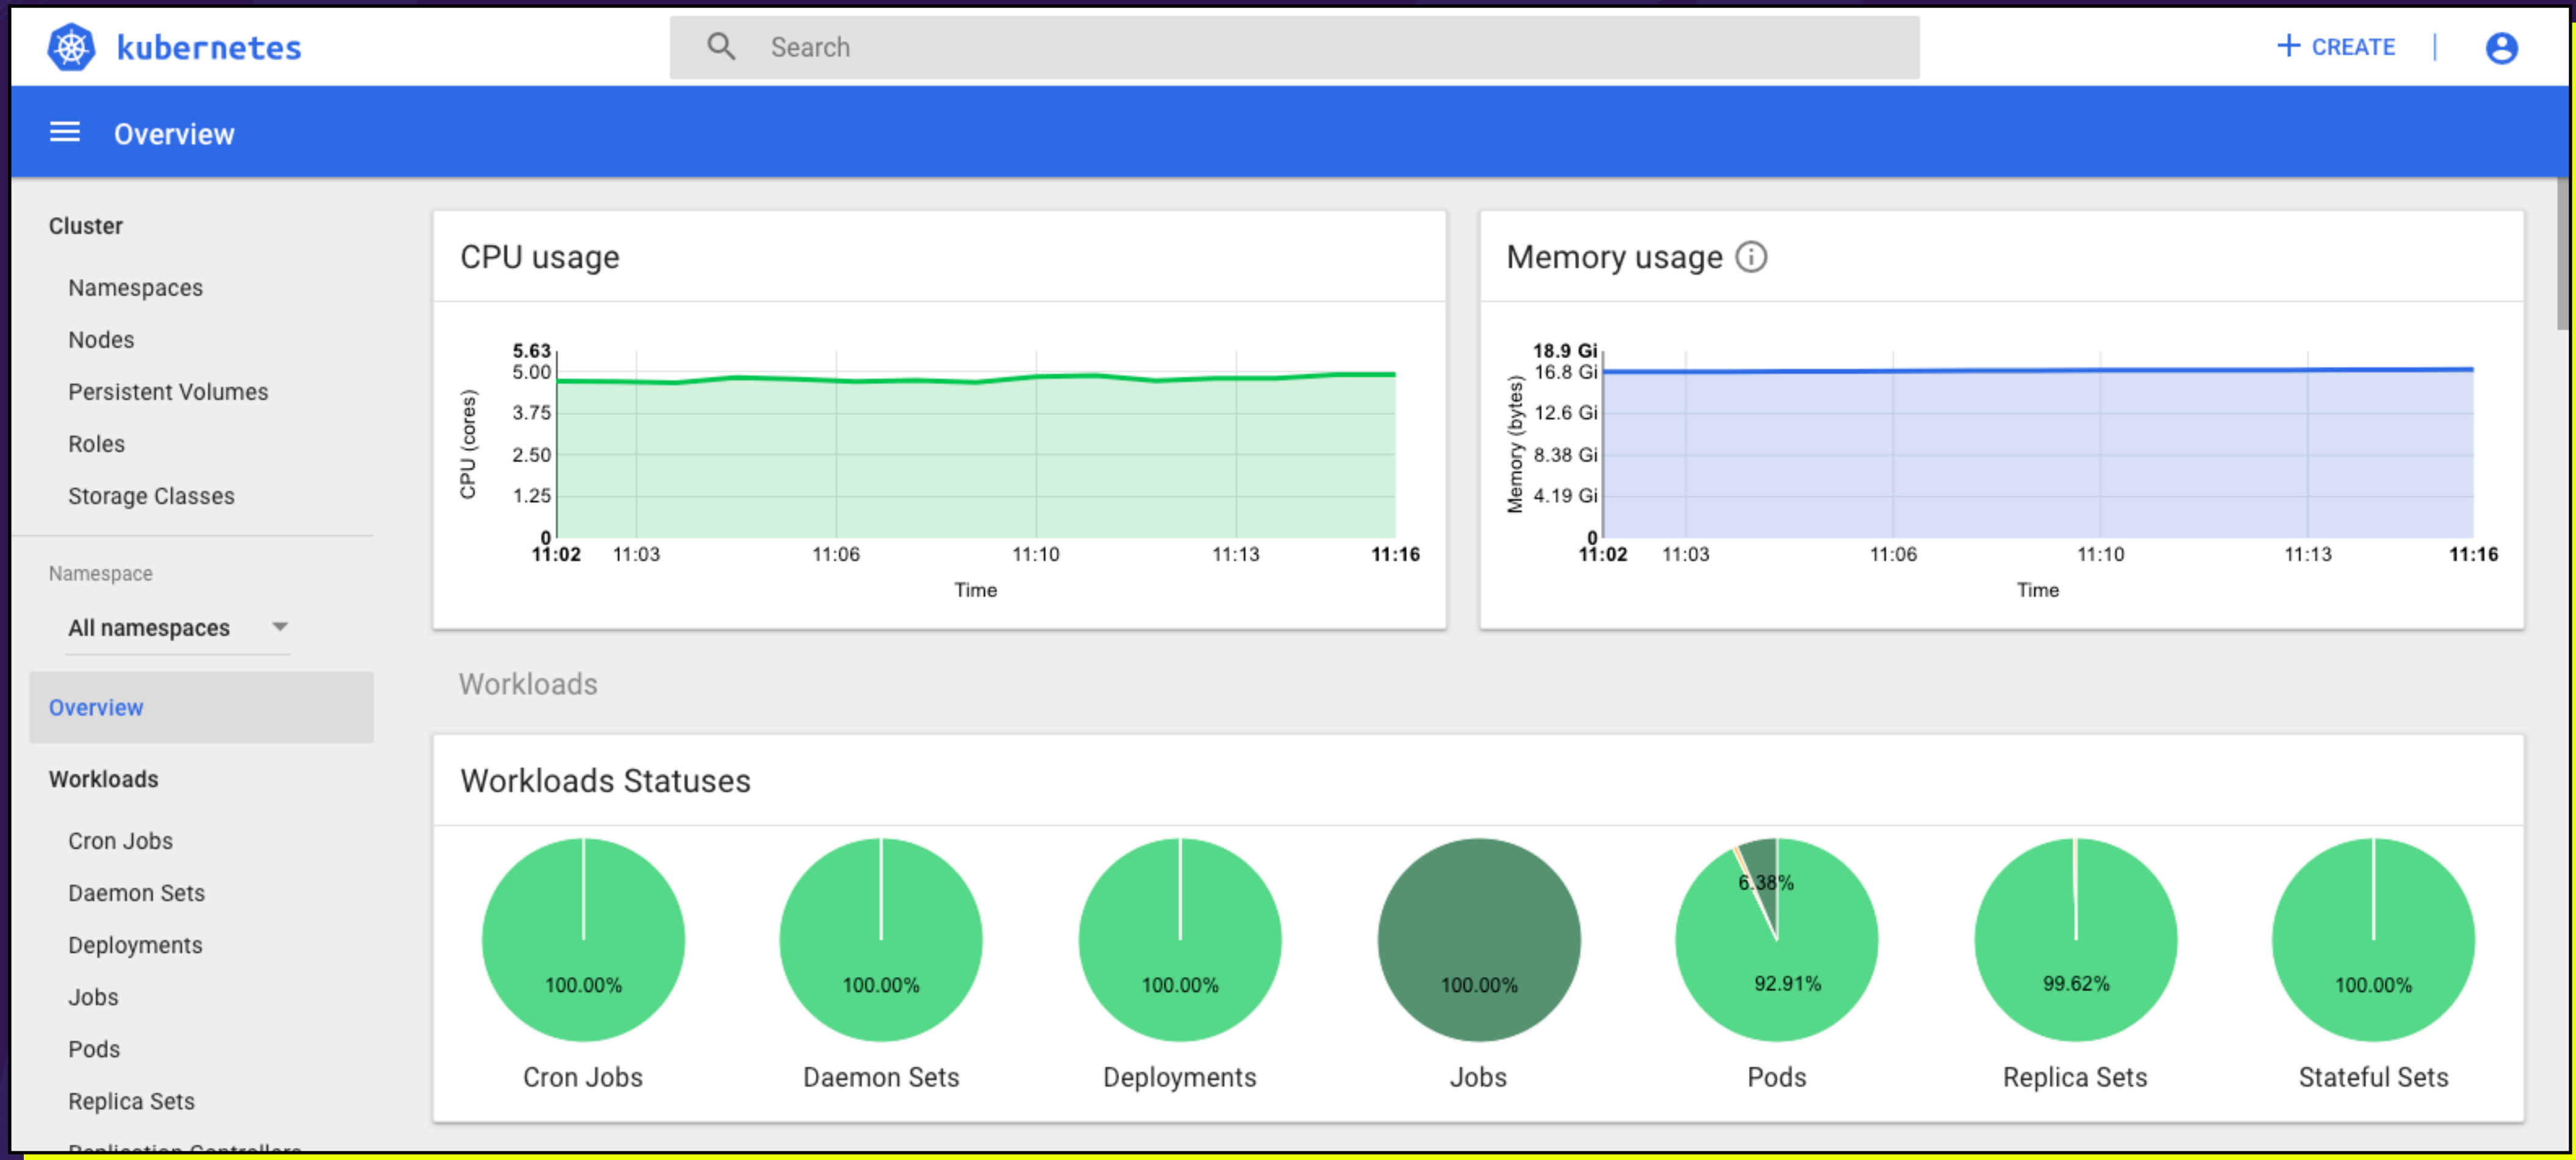 kubernetes
Search
+ CREATE
Overview
Cluster
Namespaces
Nodes
Persistent Volumes
Roles
Storage Classes
Namespace
All namespaces
Overview
Workloads
Cron Jobs
Daemon Sets
Deployments
Jobs
Pods
Replica Sets
Replication Controllers
CPU usage
CPU (cores)
5.63
5.00
3.75
2.50
1.25
0
11:02 11:03 11:06 11:10 11:13 11:16
Time
Memory usage
Memory (bytes)
18.9 Gi
16.8 Gi
12.6 Gi
8.38 Gi
4.19 Gi
0
11:02 11:03 11:06 11:10 11:13 11:16
Time
Workloads
Workloads Statuses
6.38%
100.00% 100.00% 100.00% 100.00% 92.91% 99.62% 100.00%
Cron Jobs Daemon Sets Deployments Jobs Pods Replica Sets Stateful Sets